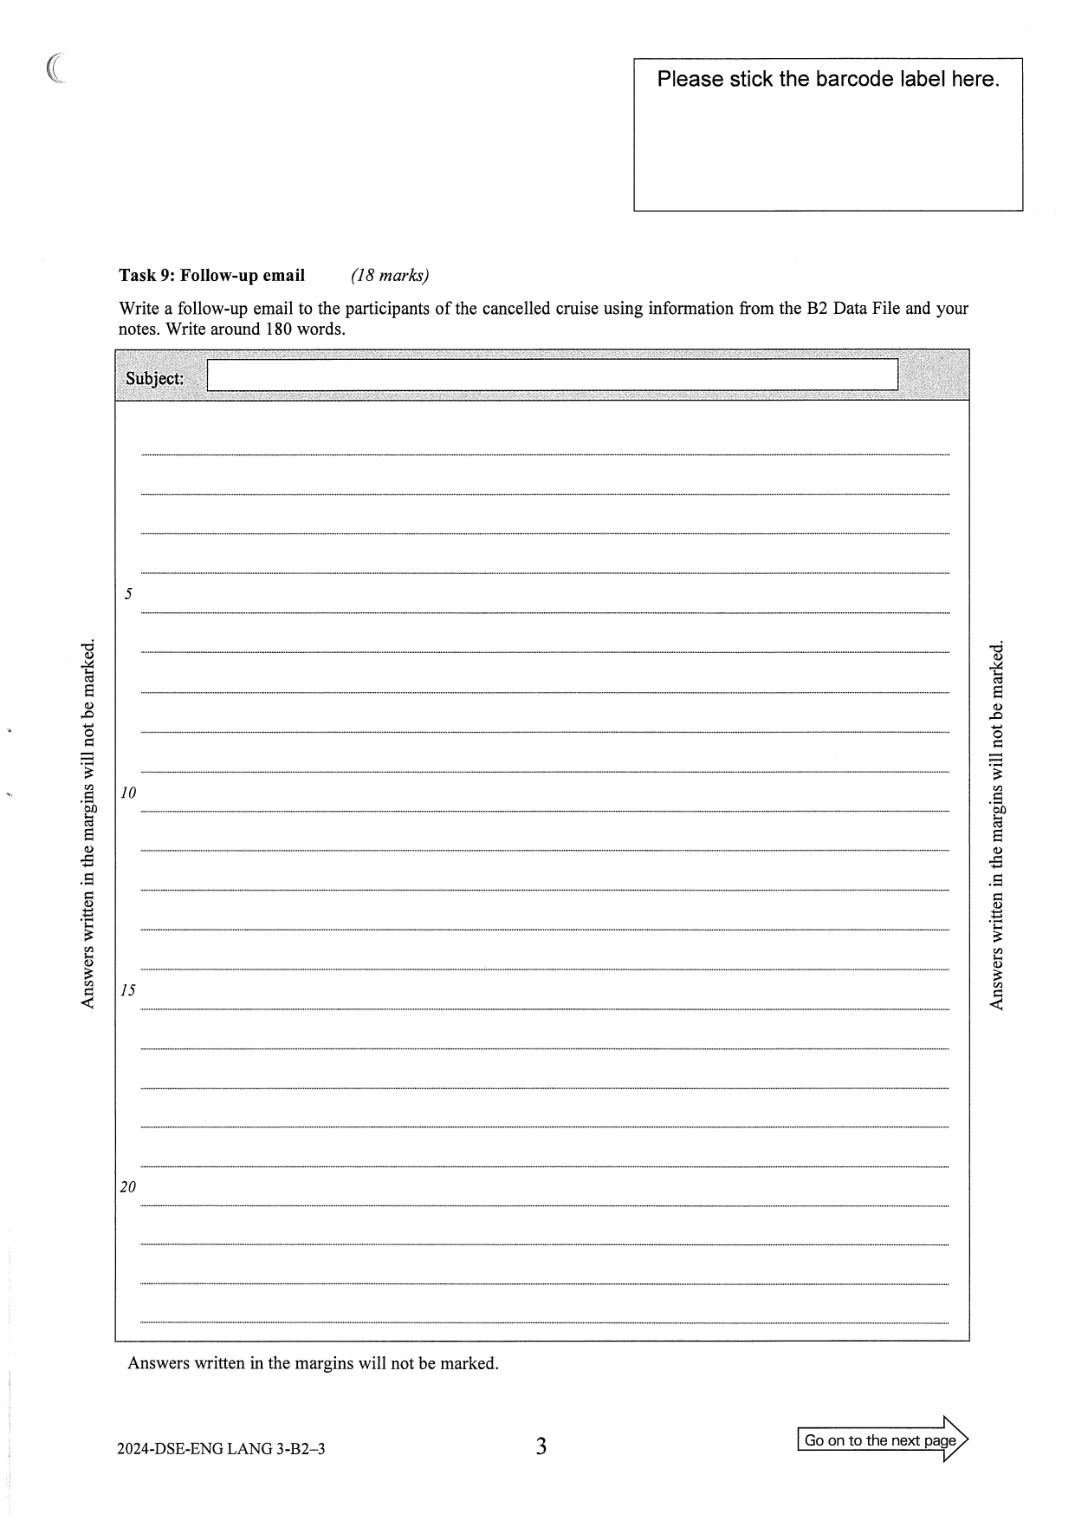 Please stick the barcode label here.
Task 9: Follow-up email (18 marks)
Write a follow-up email to the participants of the cancelled cruise using information from the B2 Data File and your
notes. Write around 180 words.
Subject:
5
10
15
20
Answers written in the margins will not be marked.
Answers written in the margins will not be marked.
Answers written in the margins will not be marked.
2024-DSE-ENG LANG 3-B2–3
3
Go on to the next page